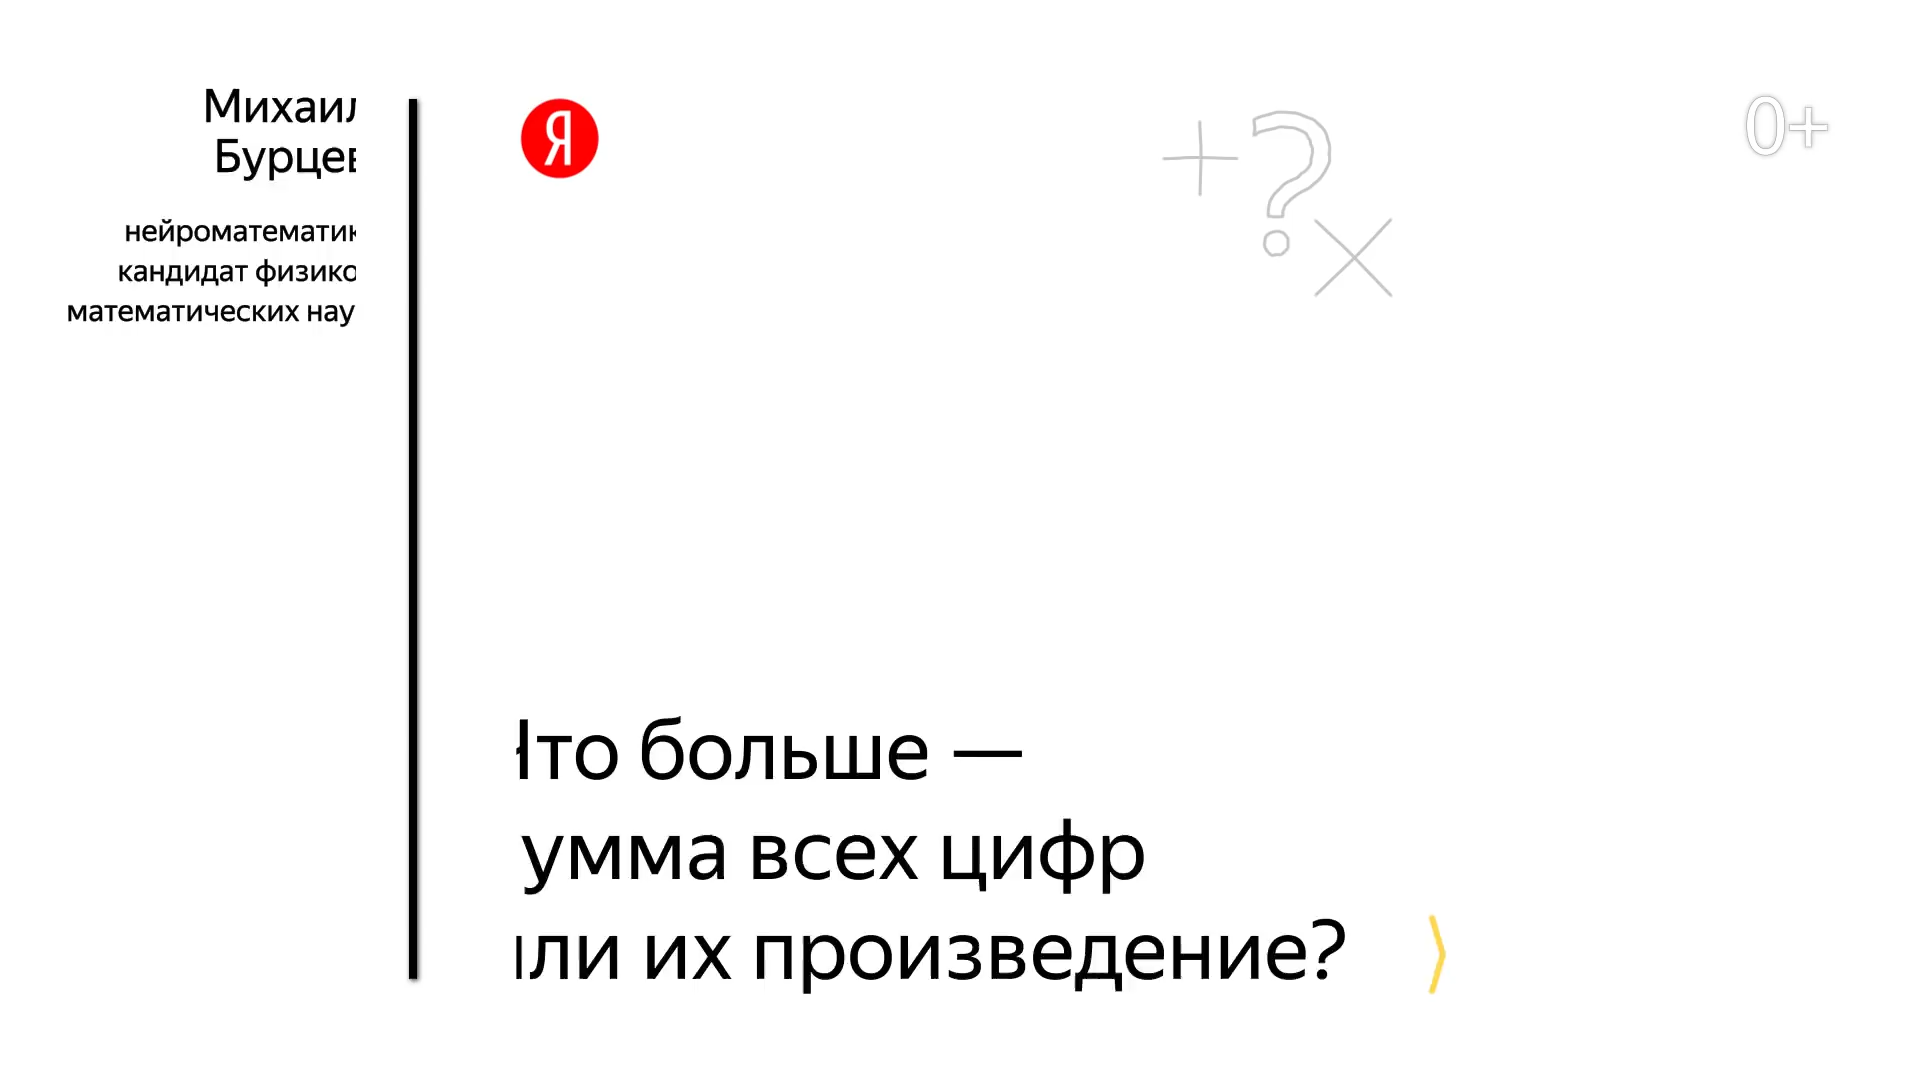 Михаил
Бурцев
нейроматематик
кандидат физико
математических нау
Я
0+
Что больше —
умма всех цифр
или их произведение?